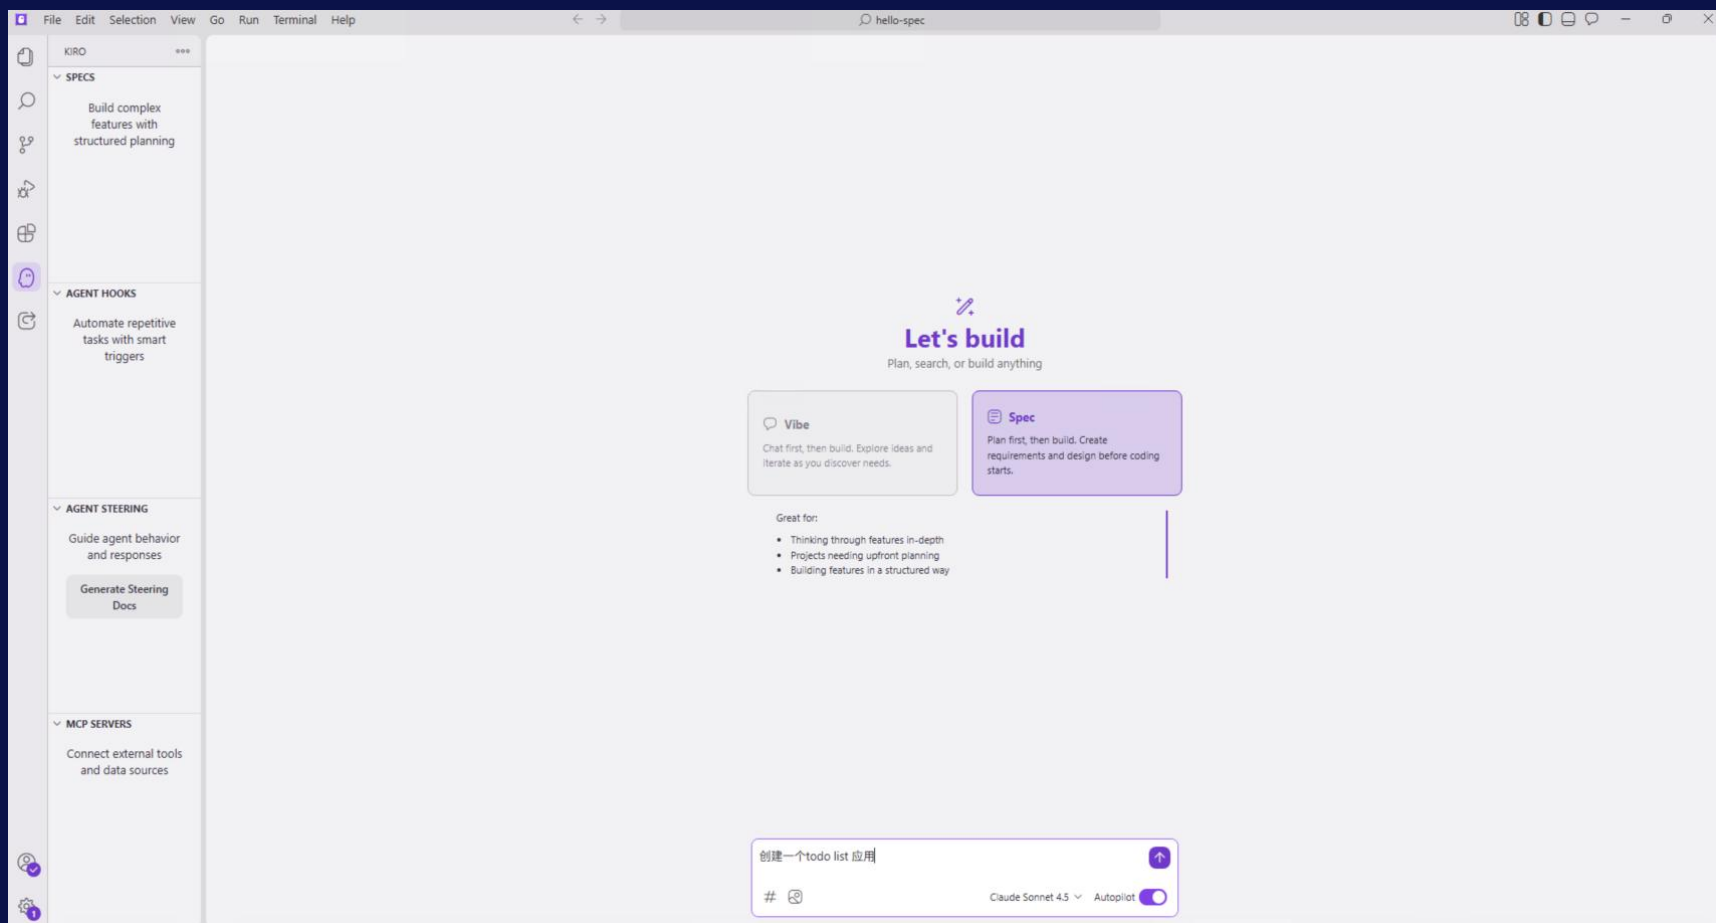 File Edit Selection View Go Run Terminal Help
hello-spec
KIRO
SPECS
Build complex
features with
structured planning
AGENT HOOKS
Automate repetitive
tasks with smart
triggers
AGENT STEERING
Guide agent behavior
and responses
Generate Steering
Docs
MCP SERVERS
Connect external tools
and data sources
1
Let's build
Plan, search, or build anything
Vibe
Chat first, then build. Explore ideas and
iterate as you discover needs.
Spec
Plan first, then build. Create
requirements and design before coding
starts.
Great for:
• Thinking through features in-depth
• Projects needing upfront planning
• Building features in a structured way
创建一个todo list 应用
# Claude Sonnet 4.5 Autopilot